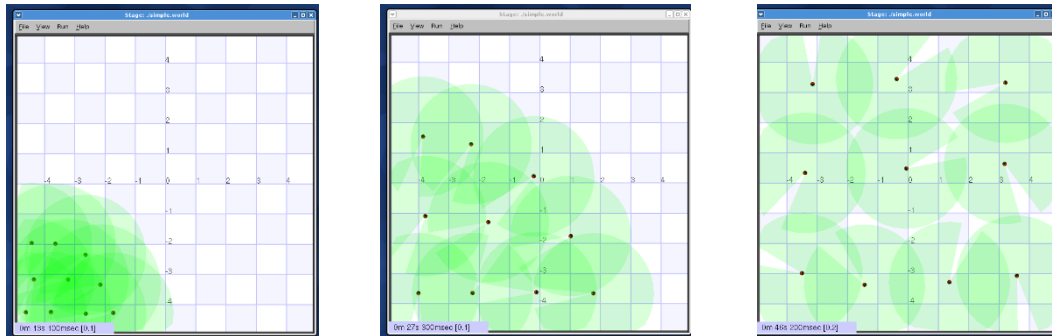 Stage: ./simple.world
File View Run Help
4
3
2
1
-4 -3 -2 -1 0 1 2 3 4
-1
-2
-3
-4
0m 18s 100msec [0.1]
Stage: ./simple.world
File View Run Help
4
3
2
1
-4 -3 -2 -1 0 1 2 3 4
-1
-2
-3
-4
0m 27s 300msec [0.1]
Stage: ./simple.world
File View Run Help
4
3
2
1
-4 -3 -2 -1 0 1 2 3 4
-1
-2
-3
-4
0m 46s 200msec [0.2]